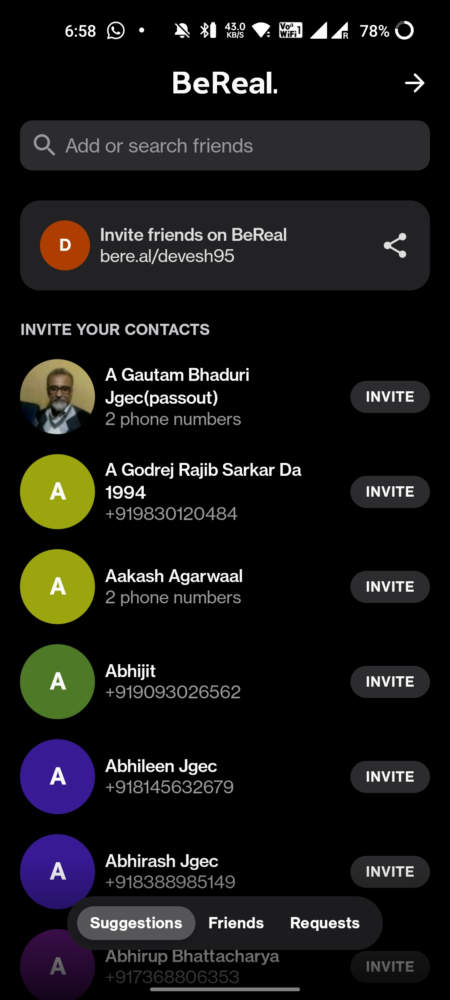 6:58 43.0 KB/S Vo)) WiFi 1 R 78%
BeReal.
Add or search friends
D
Invite friends on BeReal
bere.al/devesh95
INVITE YOUR CONTACTS
A Gautam Bhaduri
Jgec(passout)
2 phone numbers
INVITE
A
A Godrej Rajib Sarkar Da
1994
+919830120484
INVITE
A
Aakash Agarwaal
2 phone numbers
INVITE
A
Abhijit
+919093026562
INVITE
A
Abhileen Jgec
+918145632679
INVITE
A
Abhirash Jgec
+918388985149
INVITE
Suggestions Friends Requests
A
Abhirup Bhattacharya
+917368806353
INVITE